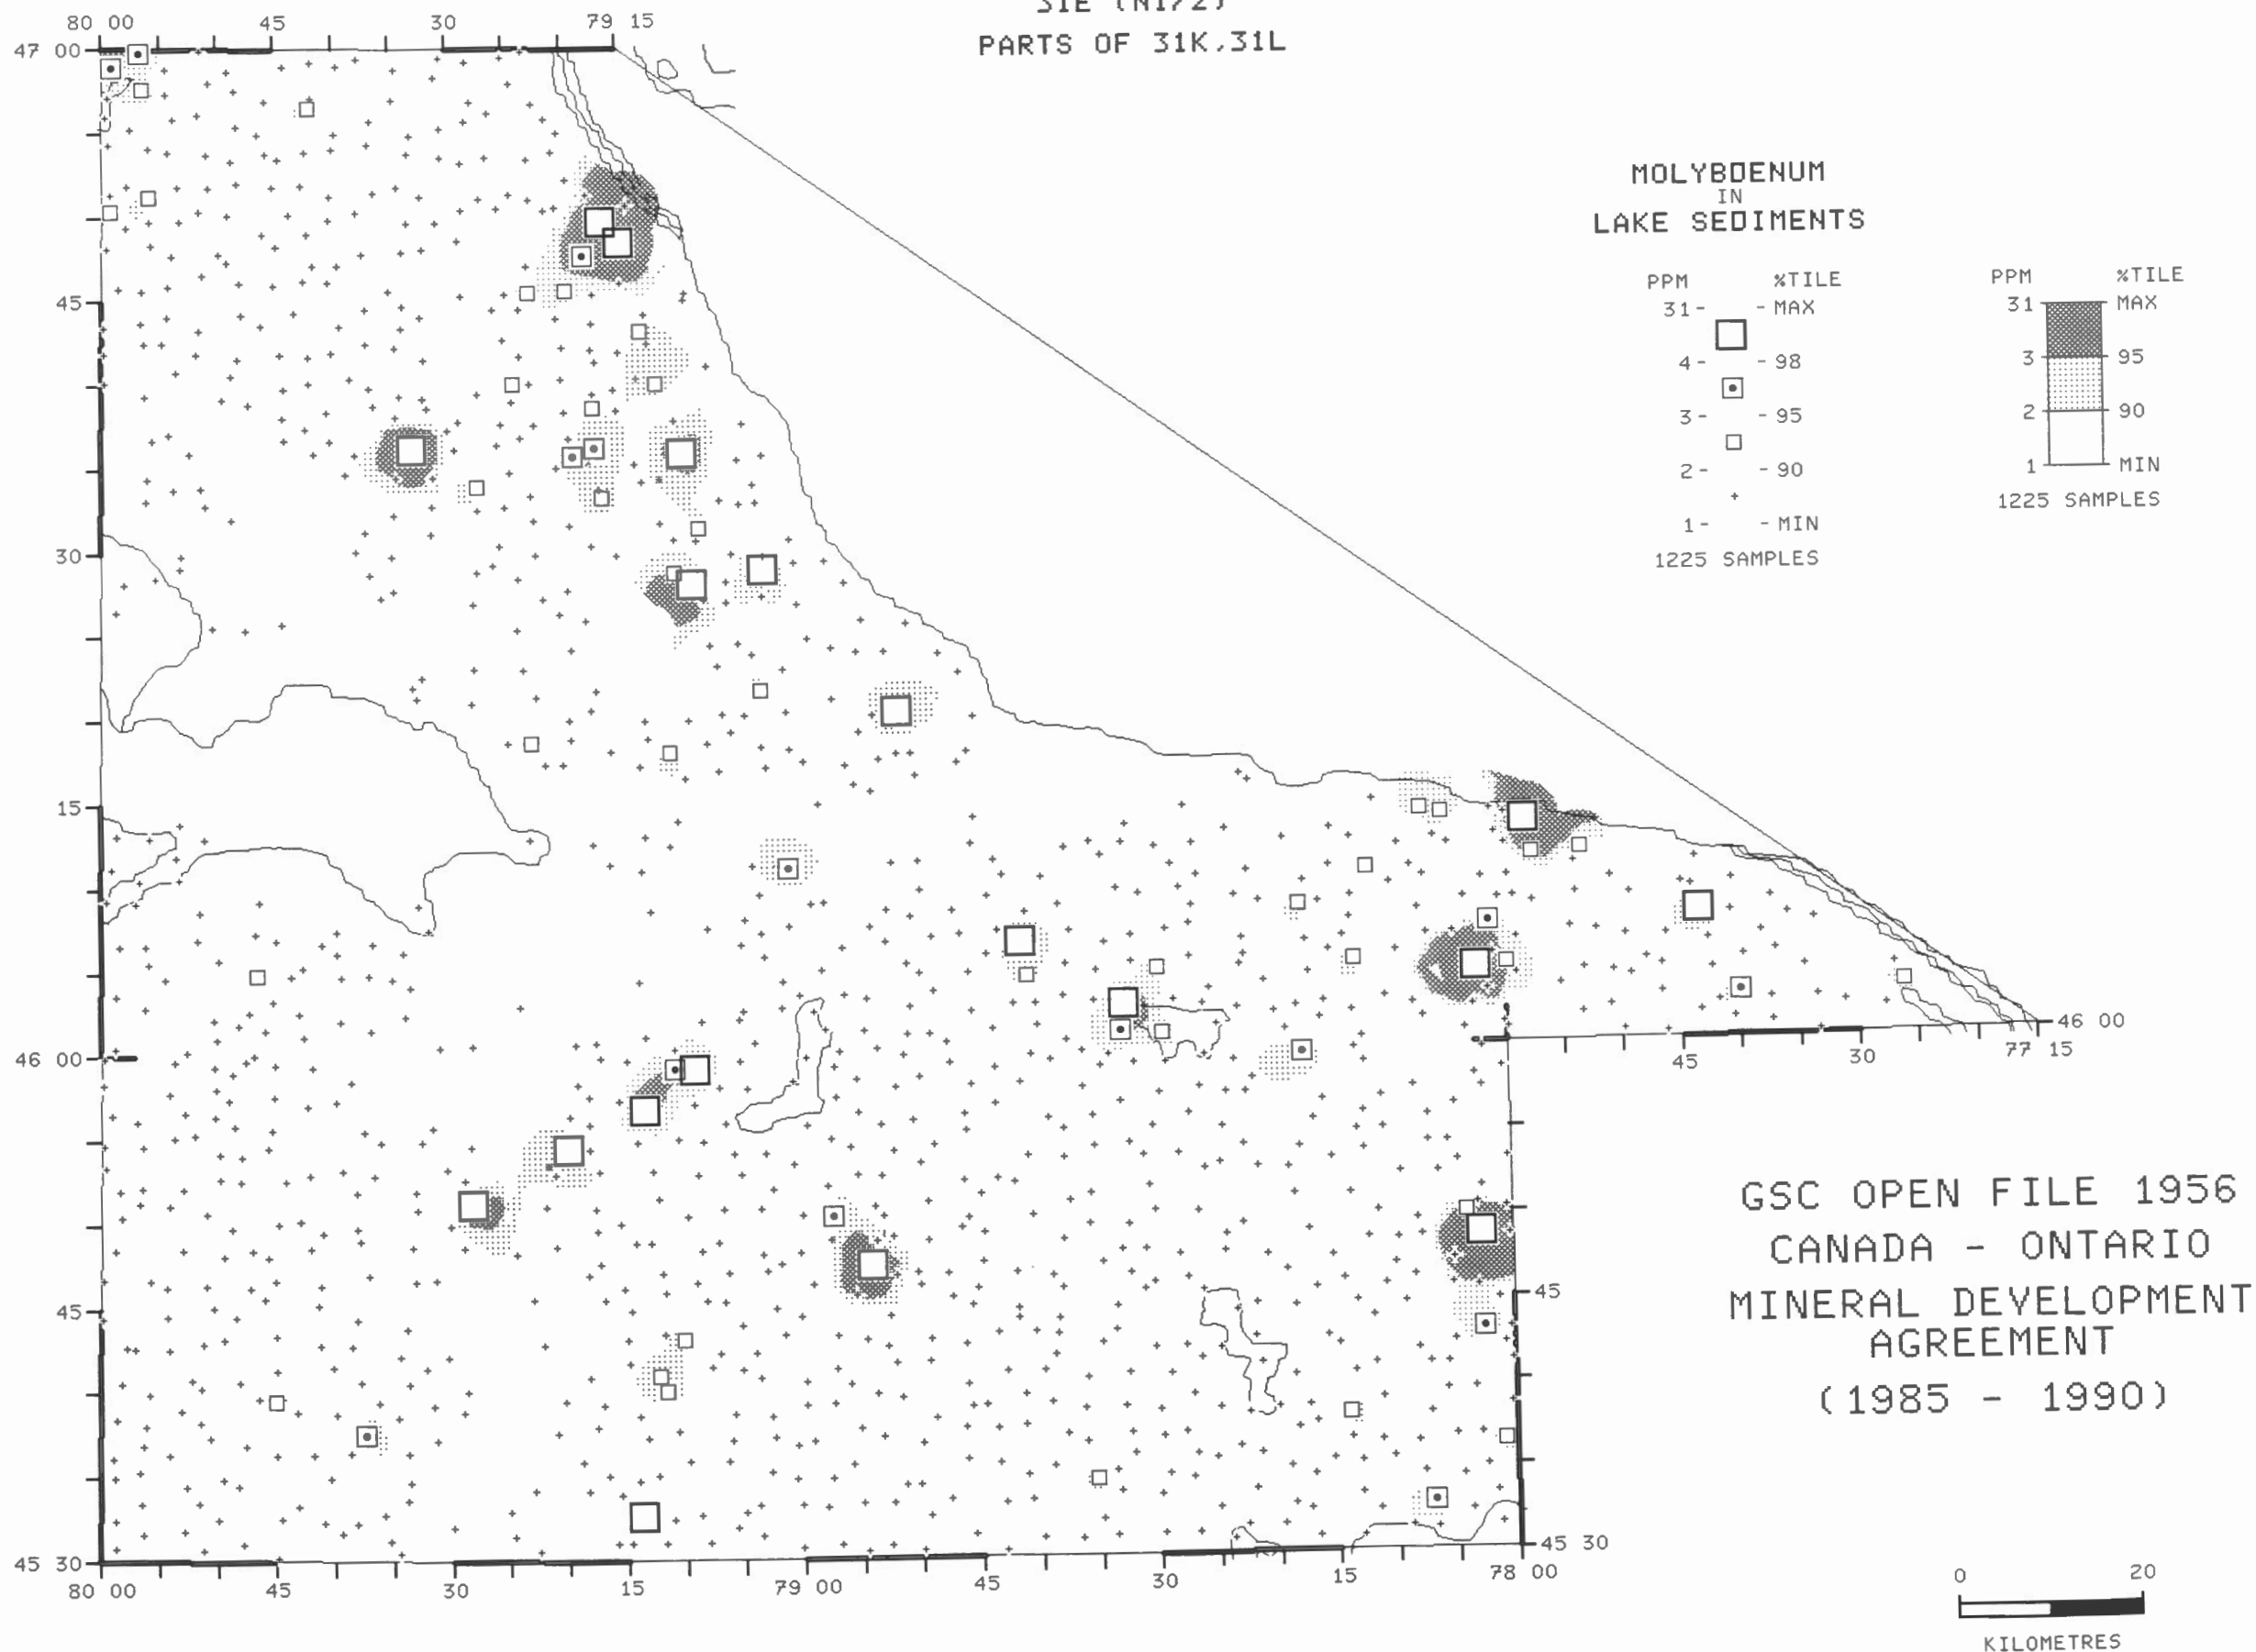 31E (N1/2)
PARTS OF 31K,31L
80 00 45 30 79 15
47 00
45
30
15
46 00
45
45 30
80 00 45 30 15 79 00 45 30 15 78 00
46 00
45 30 77 15
45
45 30
MOLYBDENUM
IN
LAKE SEDIMENTS
PPM %TILE
31- - MAX
4- - 98
3- - 95
2- - 90
1- - MIN
1225 SAMPLES
PPM %TILE
31 MAX
3 95
2 90
1 MIN
1225 SAMPLES
GSC OPEN FILE 1956
CANADA - ONTARIO
MINERAL DEVELOPMENT
AGREEMENT
(1985 - 1990)
0 20
KILOMETRES